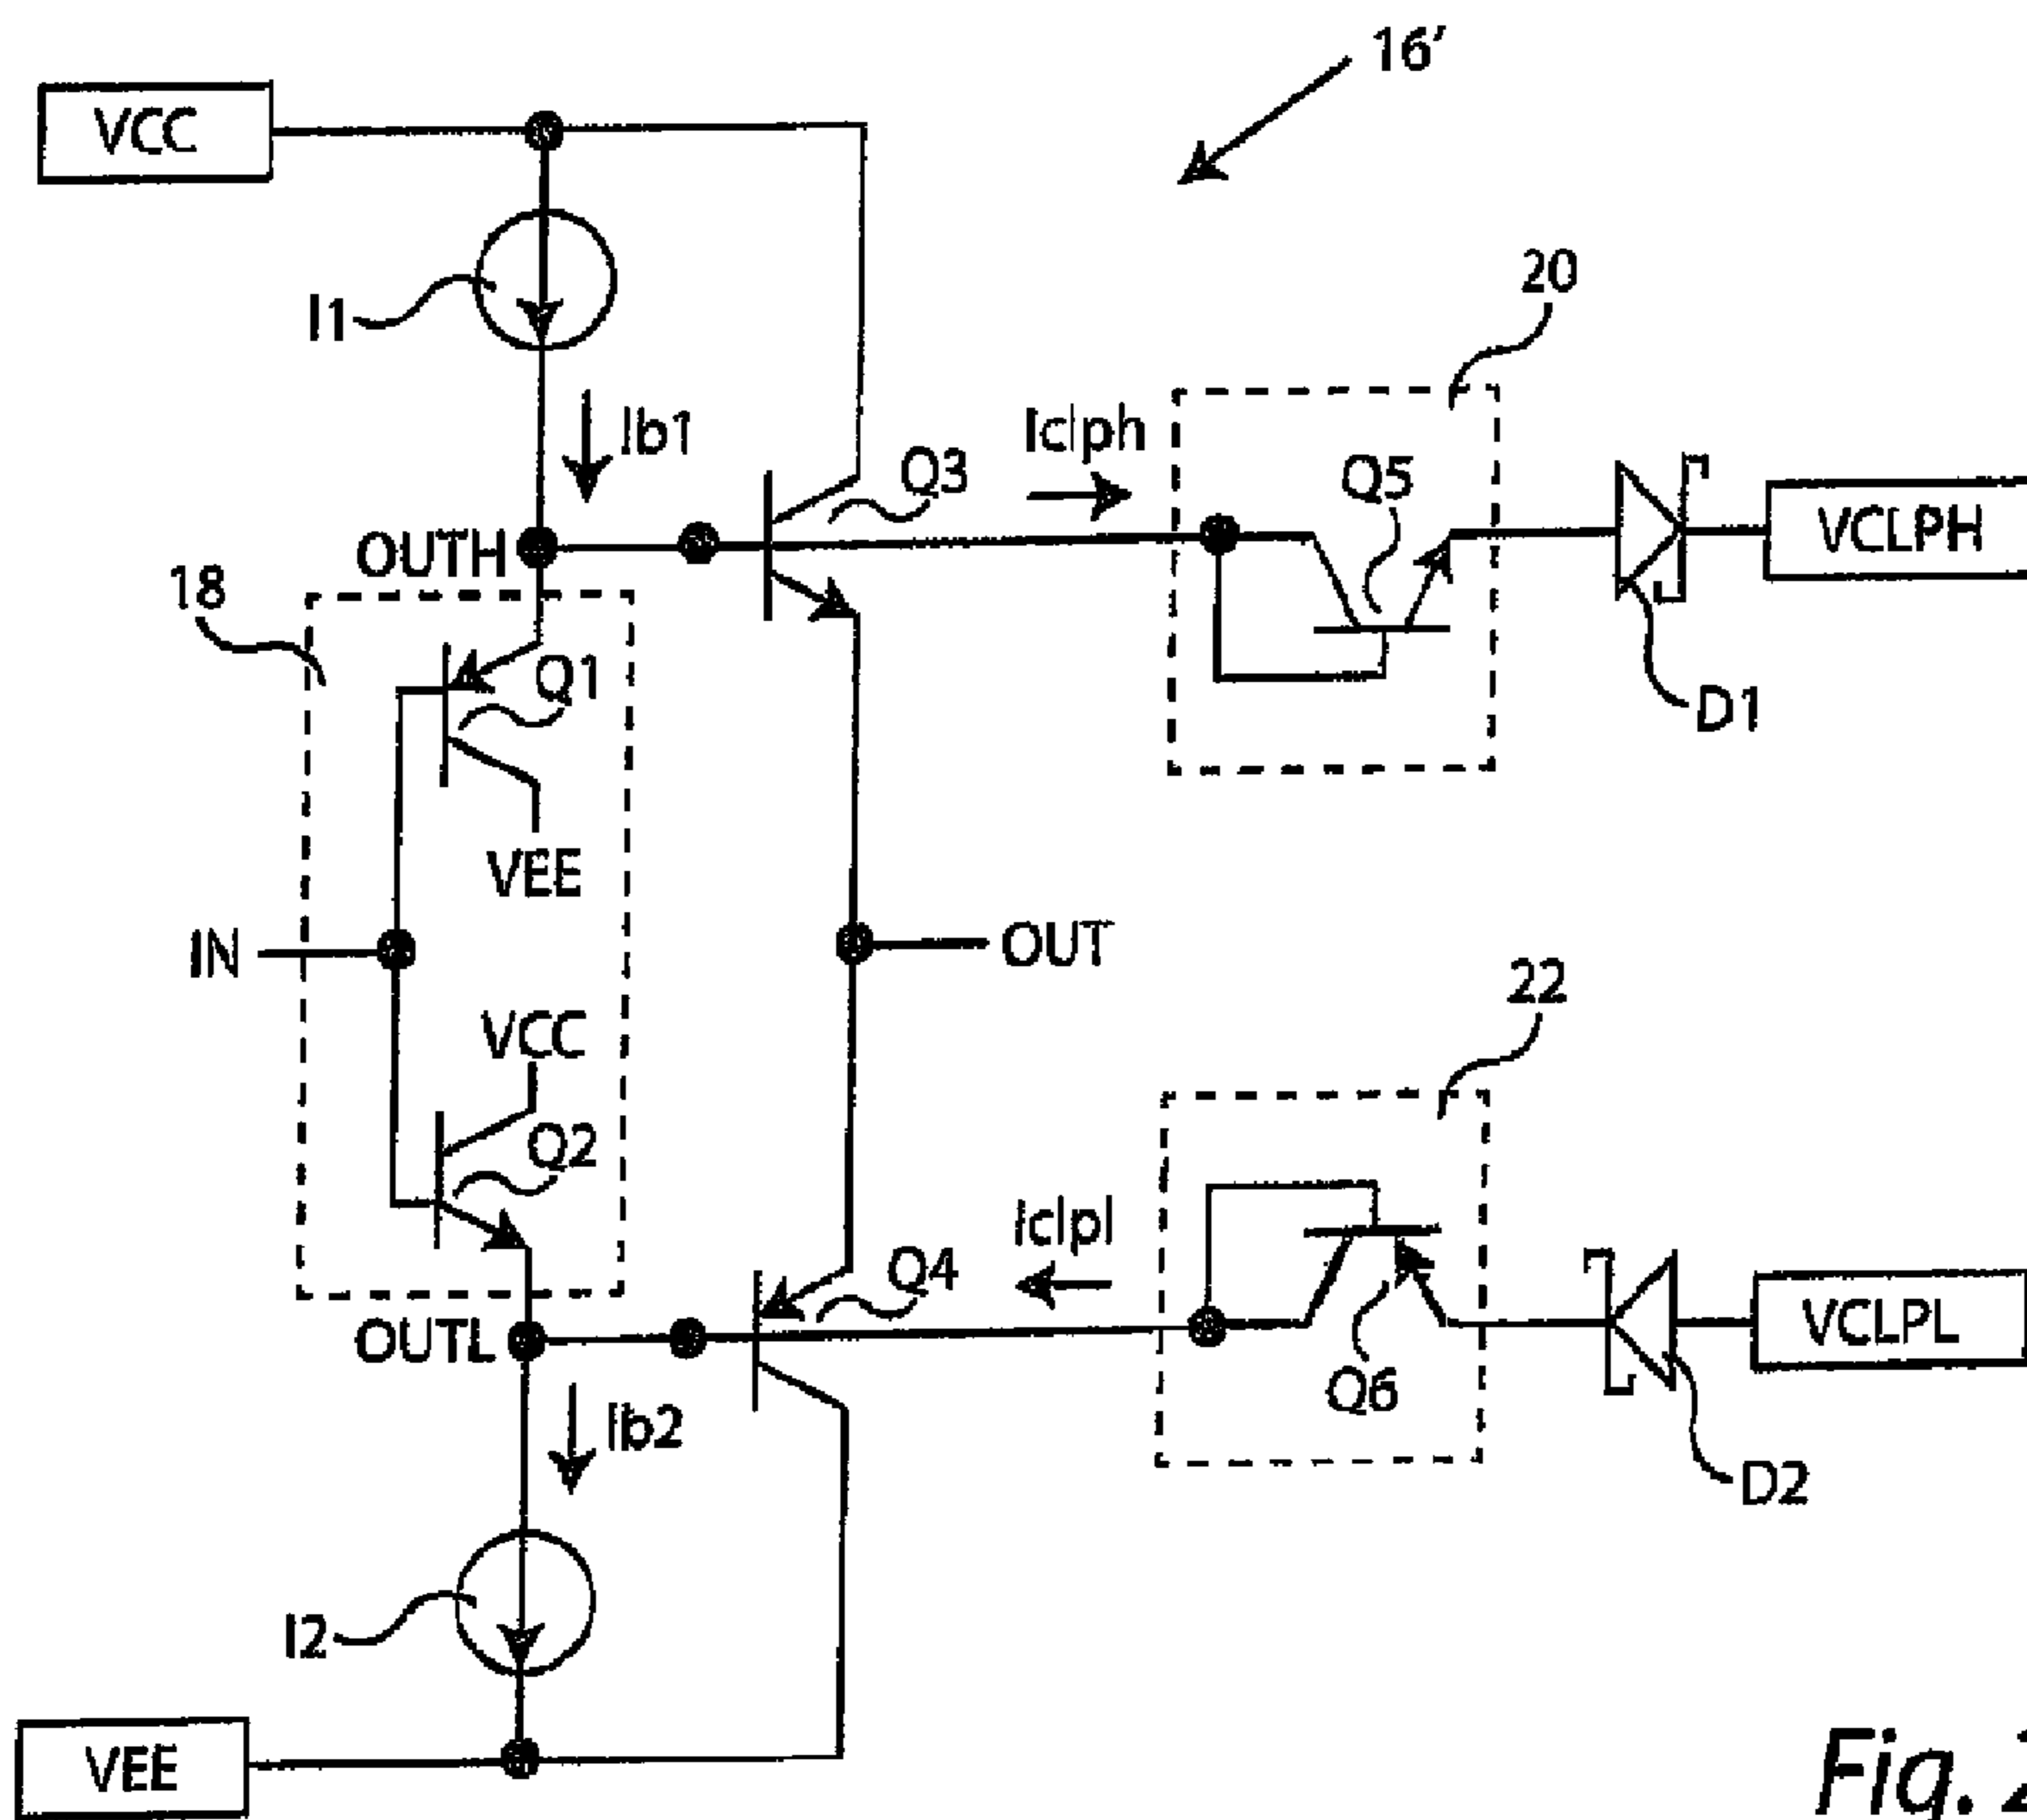 16′
VCC
20
I1
Ib1
Iclph
Q3
Q5
VCLPH
OUTH
18
Q1
D1
VEE
IN
OUT
22
VCC
Q2
Iclpl
Q4
VCLPL
OUTL
Q6
Ib2
D2
I2
VEE
Fig. 2